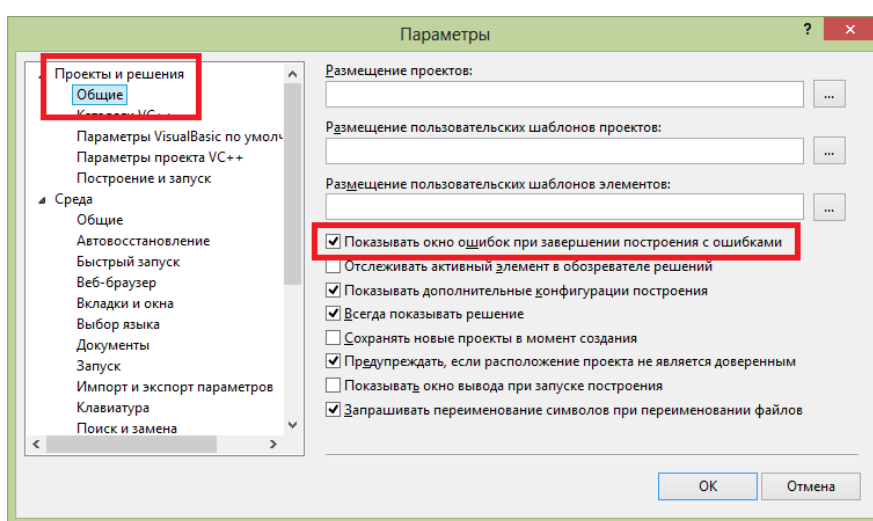 Параметры
?
Проекты и решения
Общие
Каталоги VC++
Параметры VisualBasic по умолч
Параметры проекта VC++
Построение и запуск
Среда
Общие
Автовосстановление
Быстрый запуск
Веб-браузер
Вкладки и окна
Выбор языка
Документы
Запуск
Импорт и экспорт параметров
Клавиатура
Поиск и замена
Размещение проектов:
...
Размещение пользовательских шаблонов проектов:
...
Размещение пользовательских шаблонов элементов:
...
Показывать окно ошибок при завершении построения с ошибками
Отслеживать активный элемент в обозревателе решений
Показывать дополнительные конфигурации построения
Всегда показывать решение
Сохранять новые проекты в момент создания
Предупреждать, если расположение проекта не является доверенным
Показывать окно вывода при запуске построения
Запрашивать переименование символов при переименовании файлов
ОК
Отмена